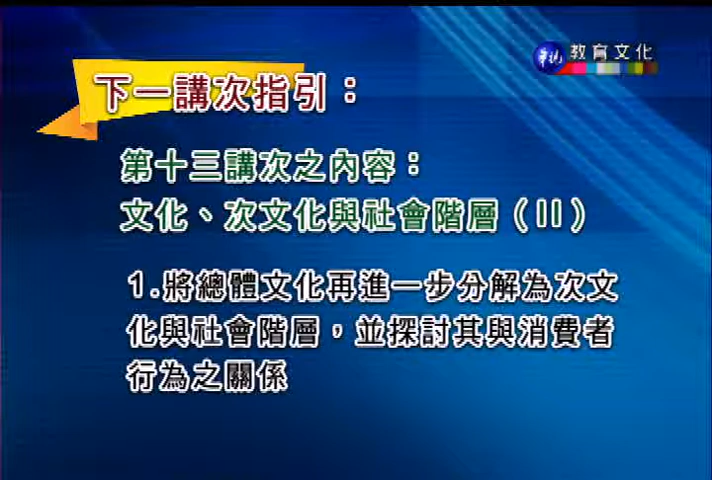 華視 教育文化
下一講次指引：
第十三講次之內容：
文化、次文化與社會階層（II）
1.將總體文化再進一步分解為次文
化與社會階層，並探討其與消費者
行為之關係